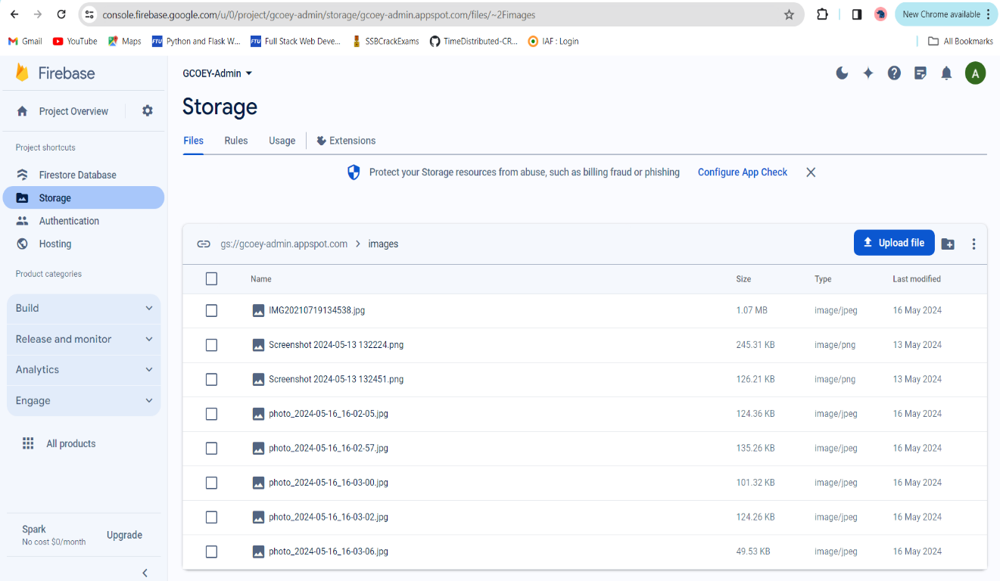 console.firebase.google.com/u/0/project/gcoey-admin/storage/gcoey-admin.appspot.com/files/~2Fimages
New Chrome available
Gmail YouTube Maps FTU Python and Flask W... FTU Full Stack Web Deve... SSBCrackExams TimeDistributed-CR... IAF : Login All Bookmarks
Firebase
GCOEY-Admin
A
Project Overview
Storage
Project shortcuts
Files Rules Usage Extensions
Firestore Database
Protect your Storage resources from abuse, such as billing fraud or phishing Configure App Check
Storage
Authentication
Hosting
gs://gcoey-admin.appspot.com > images
Upload file
Product categories
Build
Release and monitor
Analytics
Engage
All products
Spark
No cost $0/month
Upgrade
Name Size Type Last modified
IMG20210719134538.jpg 1.07 MB image/jpeg 16 May 2024
Screenshot 2024-05-13 132224.png 245.31 KB image/png 13 May 2024
Screenshot 2024-05-13 132451.png 126.21 KB image/png 13 May 2024
photo_2024-05-16_16-02-05.jpg 124.36 KB image/jpeg 16 May 2024
photo_2024-05-16_16-02-57.jpg 135.26 KB image/jpeg 16 May 2024
photo_2024-05-16_16-03-00.jpg 101.32 KB image/jpeg 16 May 2024
photo_2024-05-16_16-03-02.jpg 124.26 KB image/jpeg 16 May 2024
photo_2024-05-16_16-03-06.jpg 49.53 KB image/jpeg 16 May 2024